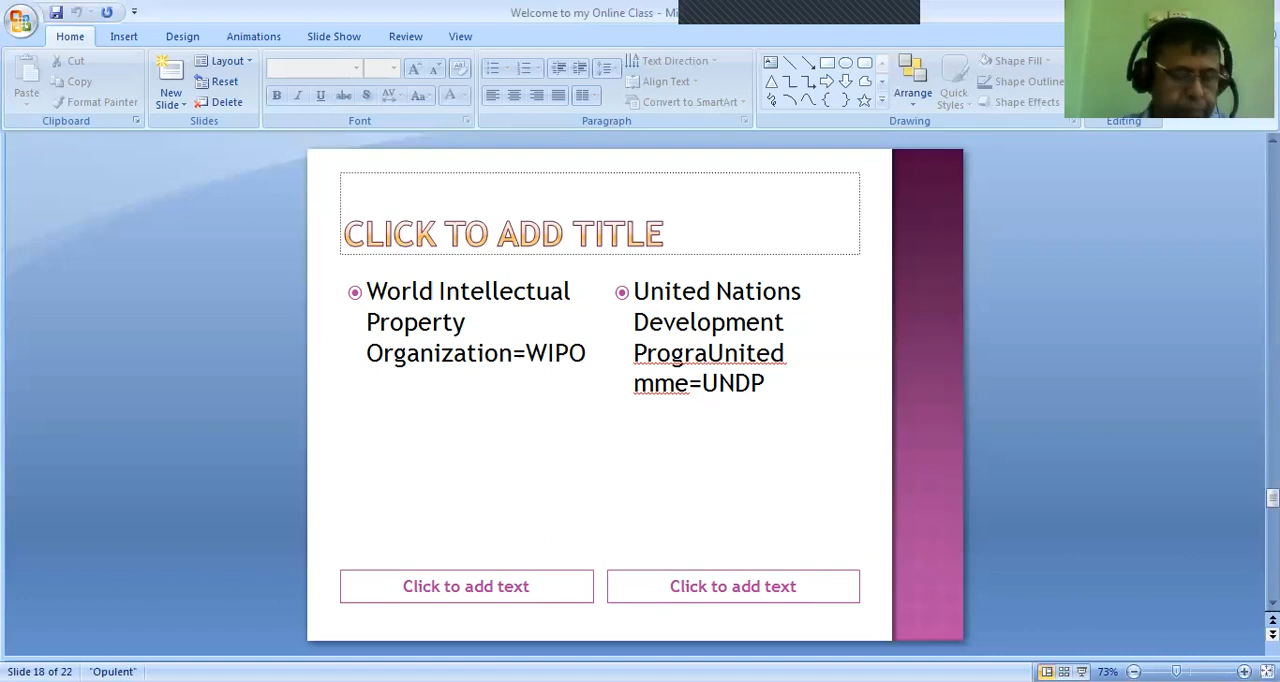 Welcome to my Online Class - Mi
Home Insert Design Animations Slide Show Review View
Paste
Cut
Copy
Format Painter
Clipboard
New Slide
Layout
Reset
Delete
Slides
B I U abc S AV Aa A
Font
Text Direction
Align Text
Convert to SmartArt
Paragraph
Arrange
Quick Styles
Shape Fill
Shape Outline
Shape Effects
Drawing
Editing
CLICK TO ADD TITLE
World Intellectual
Property
Organization=WIPO
United Nations
Development
PrograUnited
mme=UNDP
Click to add text
Click to add text
Slide 18 of 22 "Opulent" 73%